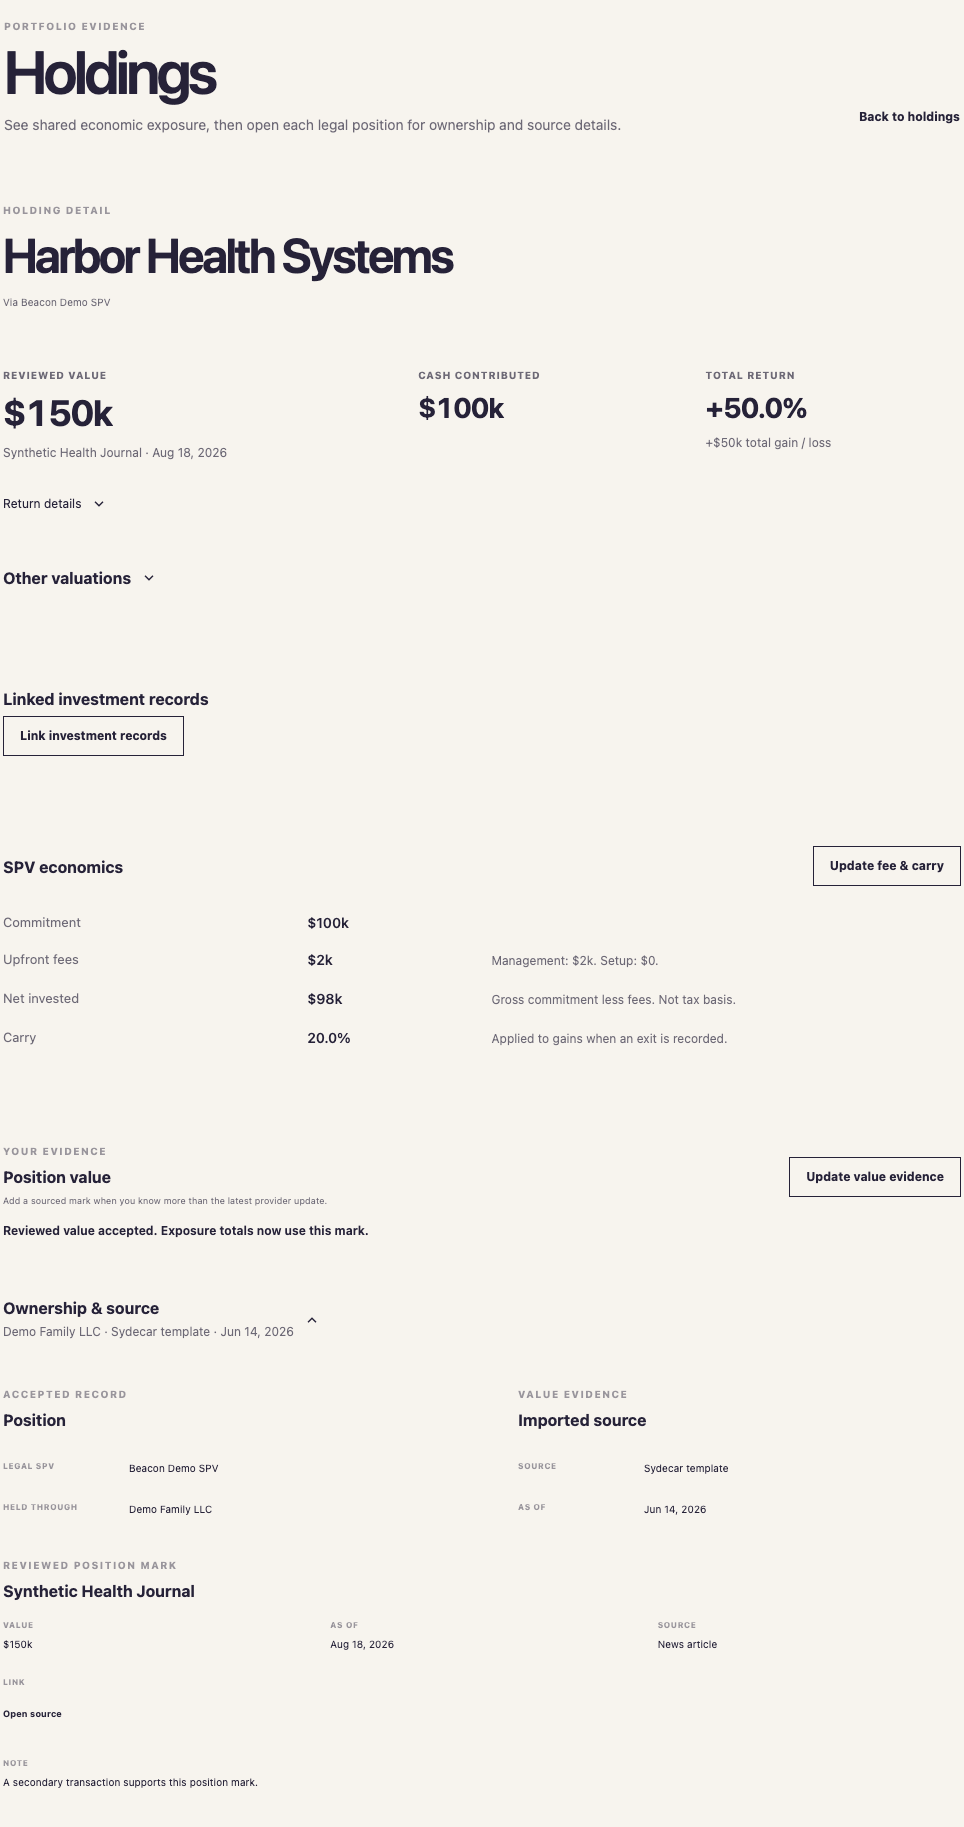 PORTFOLIO EVIDENCE
Holdings
See shared economic exposure, then open each legal position for ownership and source details.
Back to holdings
HOLDING DETAIL
Harbor Health Systems
Via Beacon Demo SPV
REVIEWED VALUE
$150k
Synthetic Health Journal · Aug 18, 2026
CASH CONTRIBUTED
$100k
TOTAL RETURN
+50.0%
+$50k total gain / loss
Return details
Other valuations
Linked investment records
Link investment records
SPV economics
Update fee & carry
Commitment $100k
Upfront fees $2k Management: $2k. Setup: $0.
Net invested $98k Gross commitment less fees. Not tax basis.
Carry 20.0% Applied to gains when an exit is recorded.
YOUR EVIDENCE
Position value
Add a sourced mark when you know more than the latest provider update.
Update value evidence
Reviewed value accepted. Exposure totals now use this mark.
Ownership & source
Demo Family LLC · Sydecar template · Jun 14, 2026
ACCEPTED RECORD
Position
LEGAL SPV Beacon Demo SPV
HELD THROUGH Demo Family LLC
VALUE EVIDENCE
Imported source
SOURCE Sydecar template
AS OF Jun 14, 2026
REVIEWED POSITION MARK
Synthetic Health Journal
VALUE
$150k
AS OF
Aug 18, 2026
SOURCE
News article
LINK
Open source
NOTE
A secondary transaction supports this position mark.